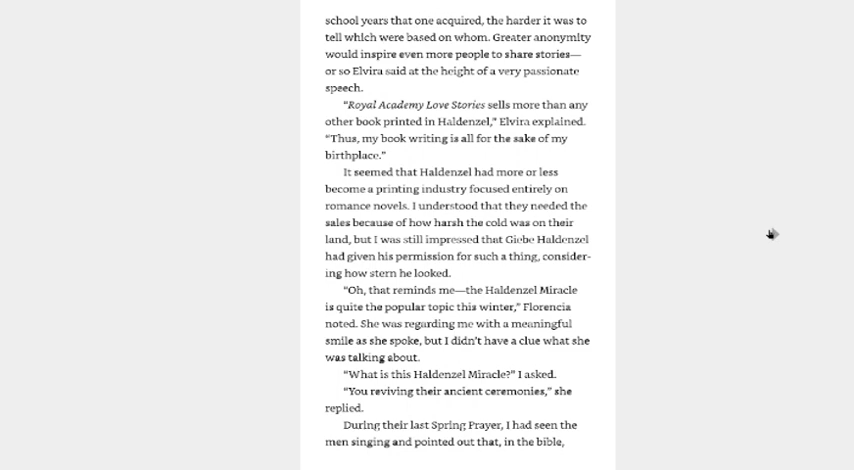 school years that one acquired, the harder it was to
tell which were based on whom. Greater anonymity
would inspire even more people to share stories—
or so Elvira said at the height of a very passionate
speech.
“Royal Academy Love Stories sells more than any
other book printed in Haldenzel,” Elvira explained.
“Thus, my book writing is all for the sake of my
birthplace.”
It seemed that Haldenzel had more or less
become a printing industry focused entirely on
romance novels. I understood that they needed the
sales because of how harsh the cold was on their
land, but I was still impressed that Giebe Haldenzel
had given his permission for such a thing, consider-
ing how stern he looked.
“Oh, that reminds me—the Haldenzel Miracle
is quite the popular topic this winter,” Florencia
noted. She was regarding me with a meaningful
smile as she spoke, but I didn’t have a clue what she
was talking about.
“What is this Haldenzel Miracle?” I asked.
“You reviving their ancient ceremonies,” she
replied.
During their last Spring Prayer, I had seen the
men singing and pointed out that, in the bible,